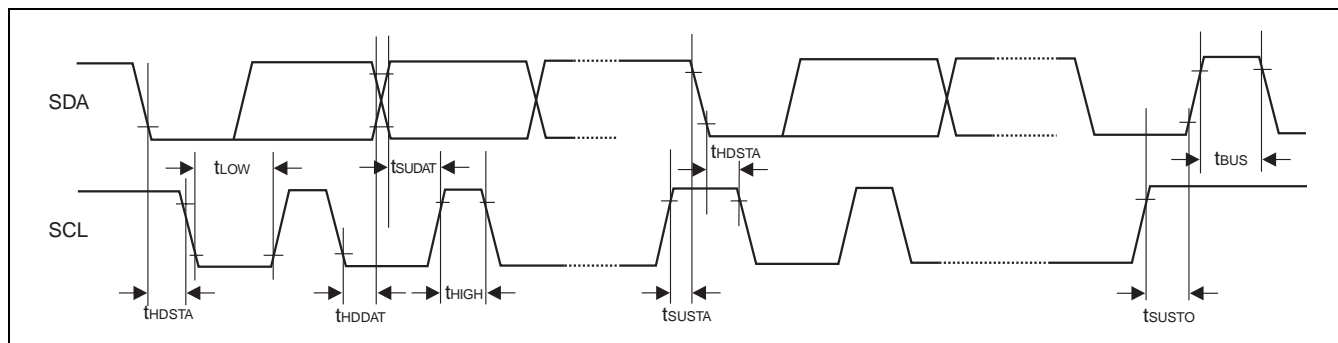 SDA
tHDSTA
tLOW
tSUDAT
tBUS
SCL
tHDSTA
tHDDAT
tHIGH
tSUSTA
tSUSTO